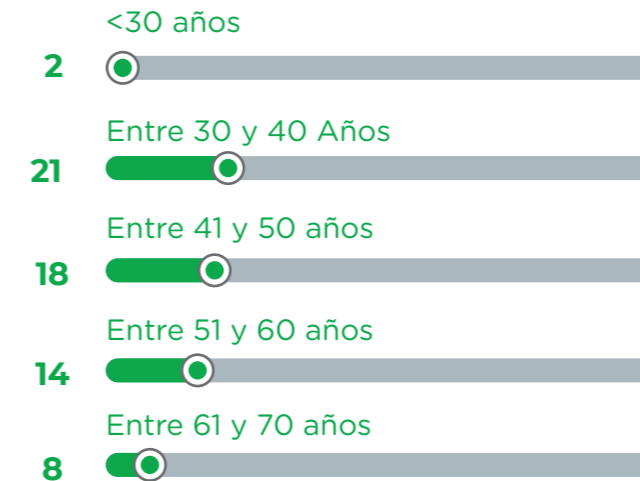 <30 años
2
Entre 30 y 40 Años
21
Entre 41 y 50 años
18
Entre 51 y 60 años
14
Entre 61 y 70 años
8